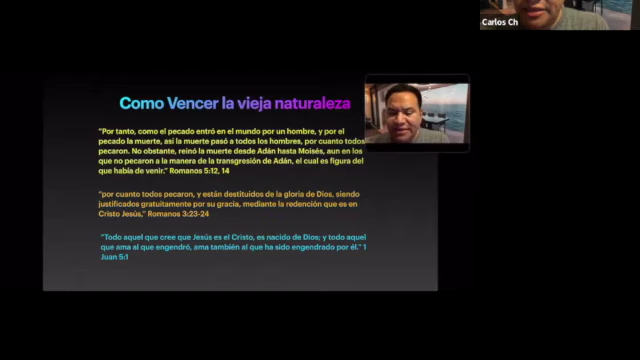 Carlos Ch
Como Vencer la vieja naturaleza
"Por tanto, como el pecado entró en el mundo por un hombre, y por el
pecado la muerte, así la muerte pasó a todos los hombres, por cuanto todos
pecaron. No obstante, reinó la muerte desde Adán hasta Moisés, aun en los
que no pecaron a la manera de la transgresión de Adán, el cual es figura del
que había de venir." Romanos 5:12, 14
"por cuanto todos pecaron, y están destituidos de la gloria de Dios, siendo
justificados gratuitamente por su gracia, mediante la redención que es en
Cristo Jesús," Romanos 3:23-24
"Todo aquel que cree que Jesús es el Cristo, es nacido de Dios; y todo aquel
que ama al que engendró, ama también al que ha sido engendrado por él." 1
Juan 5:1